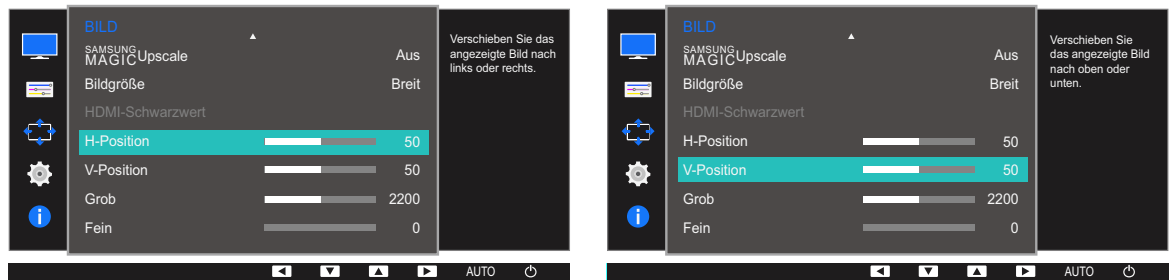 BILD
SAMSUNG MAGIC Upscale Aus
Bildgröße Breit
HDMI-Schwarzwert
H-Position 50
V-Position 50
Grob 2200
Fein 0
Verschieben Sie das
angezeigte Bild nach
links oder rechts.
AUTO
BILD
SAMSUNG MAGIC Upscale Aus
Bildgröße Breit
HDMI-Schwarzwert
H-Position 50
V-Position 50
Grob 2200
Fein 0
Verschieben Sie
das angezeigte Bild
nach oben oder
unten.
AUTO